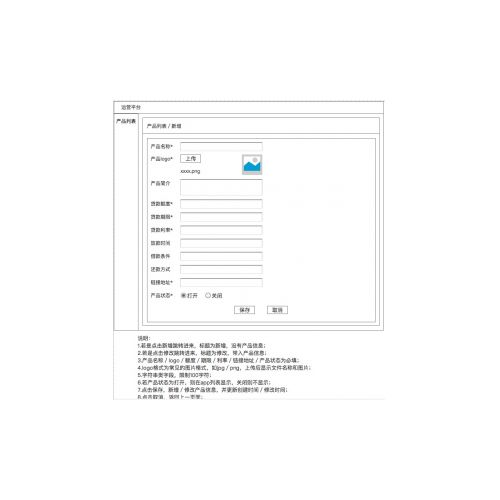 运营平台
产品列表
产品列表 / 新增
产品名称*
产品logo*
上传
xxxx.png
产品简介
贷款额度*
贷款期限*
贷款利率*
放款时间
借款条件
还款方式
链接地址*
产品状态*
打开
关闭
保存
取消
说明:
1.若是点击新增跳转进来，标题为新增，没有产品信息；
2.若是点击修改跳转进来，标题为修改，带入产品信息；
3.产品名称 / logo / 额度 / 期限 / 利率 / 链接地址 / 产品状态为必填；
4.logo格式为常见的图片格式，如jpg / png，上传后显示文件名称和图片；
5.字符串类字段，限制100字符；
6.若产品状态为打开，则在app列表显示，关闭则不显示；
7.点击保存，新增 / 修改产品信息，并更新创建时间 / 修改时间；
8.点击取消，返回上一页面；